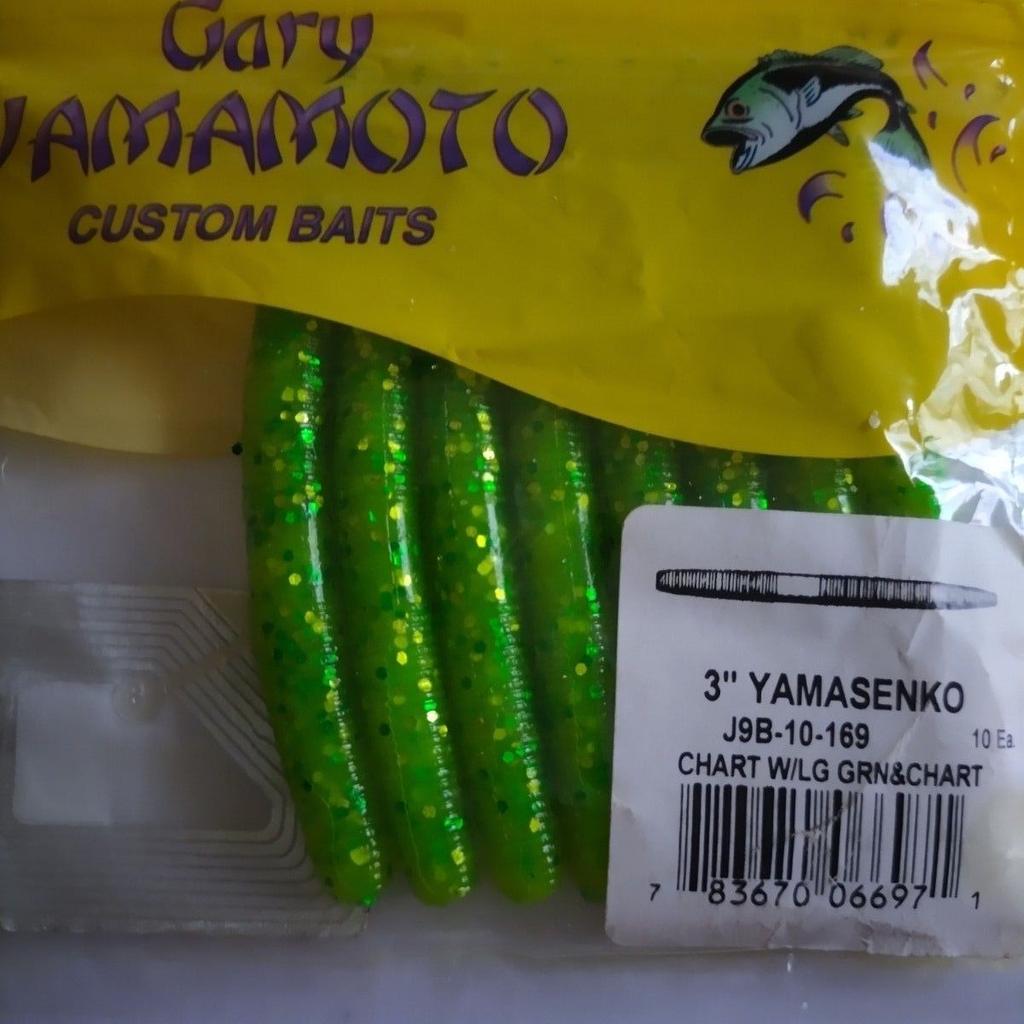 Gary
YAMAMOTO
CUSTOM BAITS
3" YAMASENKO
J9B-10-169
10 Ea.
CHART W/LG GRN&CHART
7 83670 06697 1